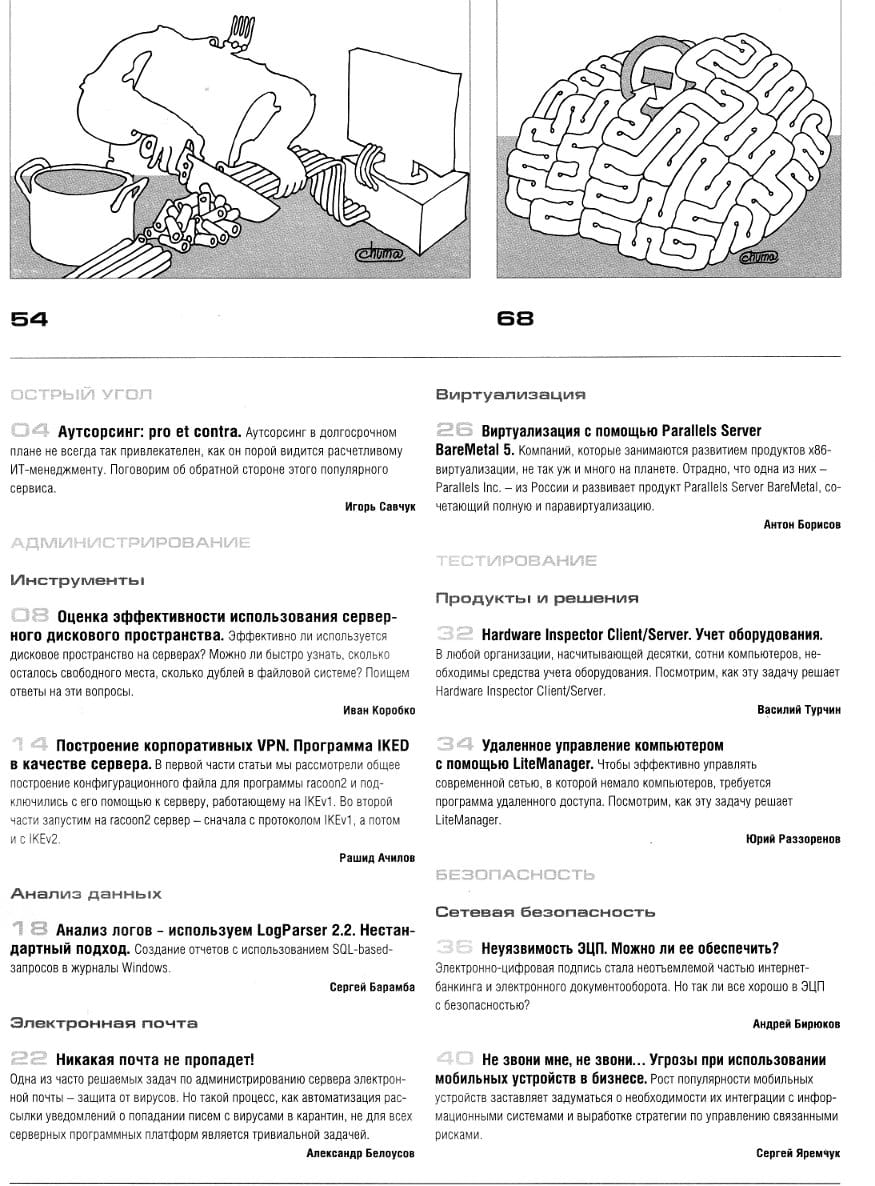 chuma
chuma
54
68
ОСТРЫЙ УГОЛ
04 Аутсорсинг: pro et contra. Аутсорсинг в долгосрочном
плане не всегда так привлекателен, как он порой видится расчетливому
ИТ-менеджменту. Поговорим об обратной стороне этого популярного
сервиса.
Игорь Савчук
АДМИНИСТРИРОВАНИЕ
Инструменты
08 Оценка эффективности использования сервер-
ного дискового пространства. Эффективно ли используется
дисковое пространство на серверах? Можно ли быстро узнать, сколько
осталось свободного места, сколько дублей в файловой системе? Поищем
ответы на эти вопросы.
Иван Коробко
14 Построение корпоративных VPN. Программа IKED
в качестве сервера. В первой части статьи мы рассмотрели общее
построение конфигурационного файла для программы racoon2 и под-
ключились с его помощью к серверу, работающему на IKEv1. Во второй
части запустим на racoon2 сервер – сначала с протоколом IKEv1, а потом
и с IKEv2.
Рашид Ачилов
Анализ данных
18 Анализ логов – используем LogParser 2.2. Нестан-
дартный подход. Создание отчетов с использованием SQL-based-
запросов в журналы Windows.
Сергей Барамба
Электронная почта
22 Никакая почта не пропадет!
Одна из часто решаемых задач по администрированию сервера электрон-
ной почты – защита от вирусов. Но такой процесс, как автоматизация рас-
сылки уведомлений о попадании писем с вирусами в карантин, не для всех
серверных программных платформ является тривиальной задачей.
Александр Белоусов
Виртуализация
26 Виртуализация с помощью Parallels Server
BareMetal 5. Компаний, которые занимаются развитием продуктов x86-
виртуализации, не так уж и много на планете. Отрадно, что одна из них –
Parallels Inc. – из России и развивает продукт Parallels Server BareMetal, со-
четающий полную и паравиртуализацию.
Антон Борисов
ТЕСТИРОВАНИЕ
Продукты и решения
32 Hardware Inspector Client/Server. Учет оборудования.
В любой организации, насчитывающей десятки, сотни компьютеров, не-
обходимы средства учета оборудования. Посмотрим, как эту задачу решает
Hardware Inspector Client/Server.
Василий Турчин
34 Удаленное управление компьютером
с помощью LiteManager. Чтобы эффективно управлять
современной сетью, в которой немало компьютеров, требуется
программа удаленного доступа. Посмотрим, как эту задачу решает
LiteManager.
Юрий Раззоренов
БЕЗОПАСНОСТЬ
Сетевая безопасность
36 Неуязвимость ЭЦП. Можно ли ее обеспечить?
Электронно-цифровая подпись стала неотъемлемой частью интернет-
банкинга и электронного документооборота. Но так ли все хорошо в ЭЦП
с безопасностью?
Андрей Бирюков
40 Не звони мне, не звони... Угрозы при использовании
мобильных устройств в бизнесе. Рост популярности мобильных
устройств заставляет задуматься о необходимости их интеграции с инфор-
мационными системами и выработке стратегии по управлению связанными
рисками.
Сергей Яремчук